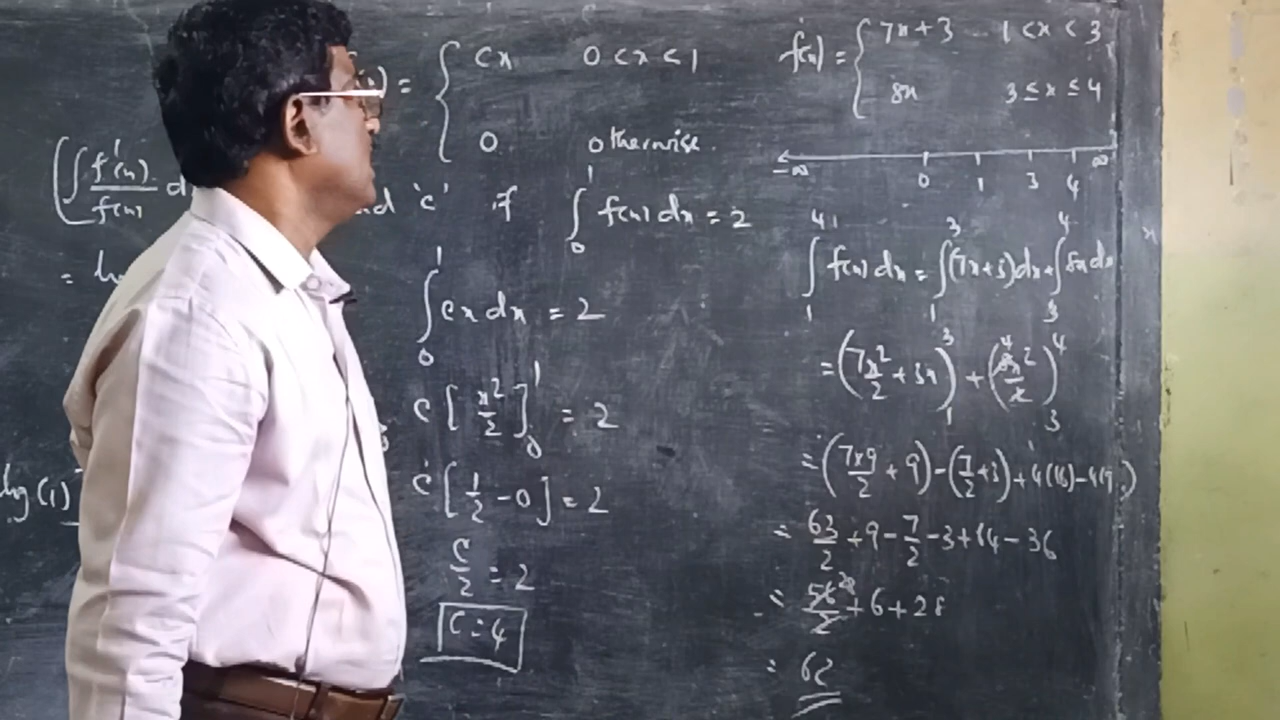 ∫ f'(x)/f(x) d
= lo
log(1)
(x) = { cx 0 < x < 1
0 otherwise.
'c' if ∫₀¹ f(x) dx = 2
∫₀¹ cx dx = 2
c [x²/2]₀¹ = 2
c [1/2 - 0] = 2
c/2 = 2
c = 4
f(x) = { 7x + 3 1 < x < 3
8x 3 ≤ x ≤ 4
-∞ 0 1 3 4 ∞
∫₁⁴ f(x) dx = ∫₁³ (7x+3) dx + ∫₃⁴ 8x dx
= (7x²/2 + 3x)₁³ + (8x²/2)₃⁴
= (7×9/2 + 9) - (7/2 + 3) + 4(16) - 4(9)
= 63/2 + 9 - 7/2 - 3 + 64 - 36
= 56/2 + 6 + 28
= 62